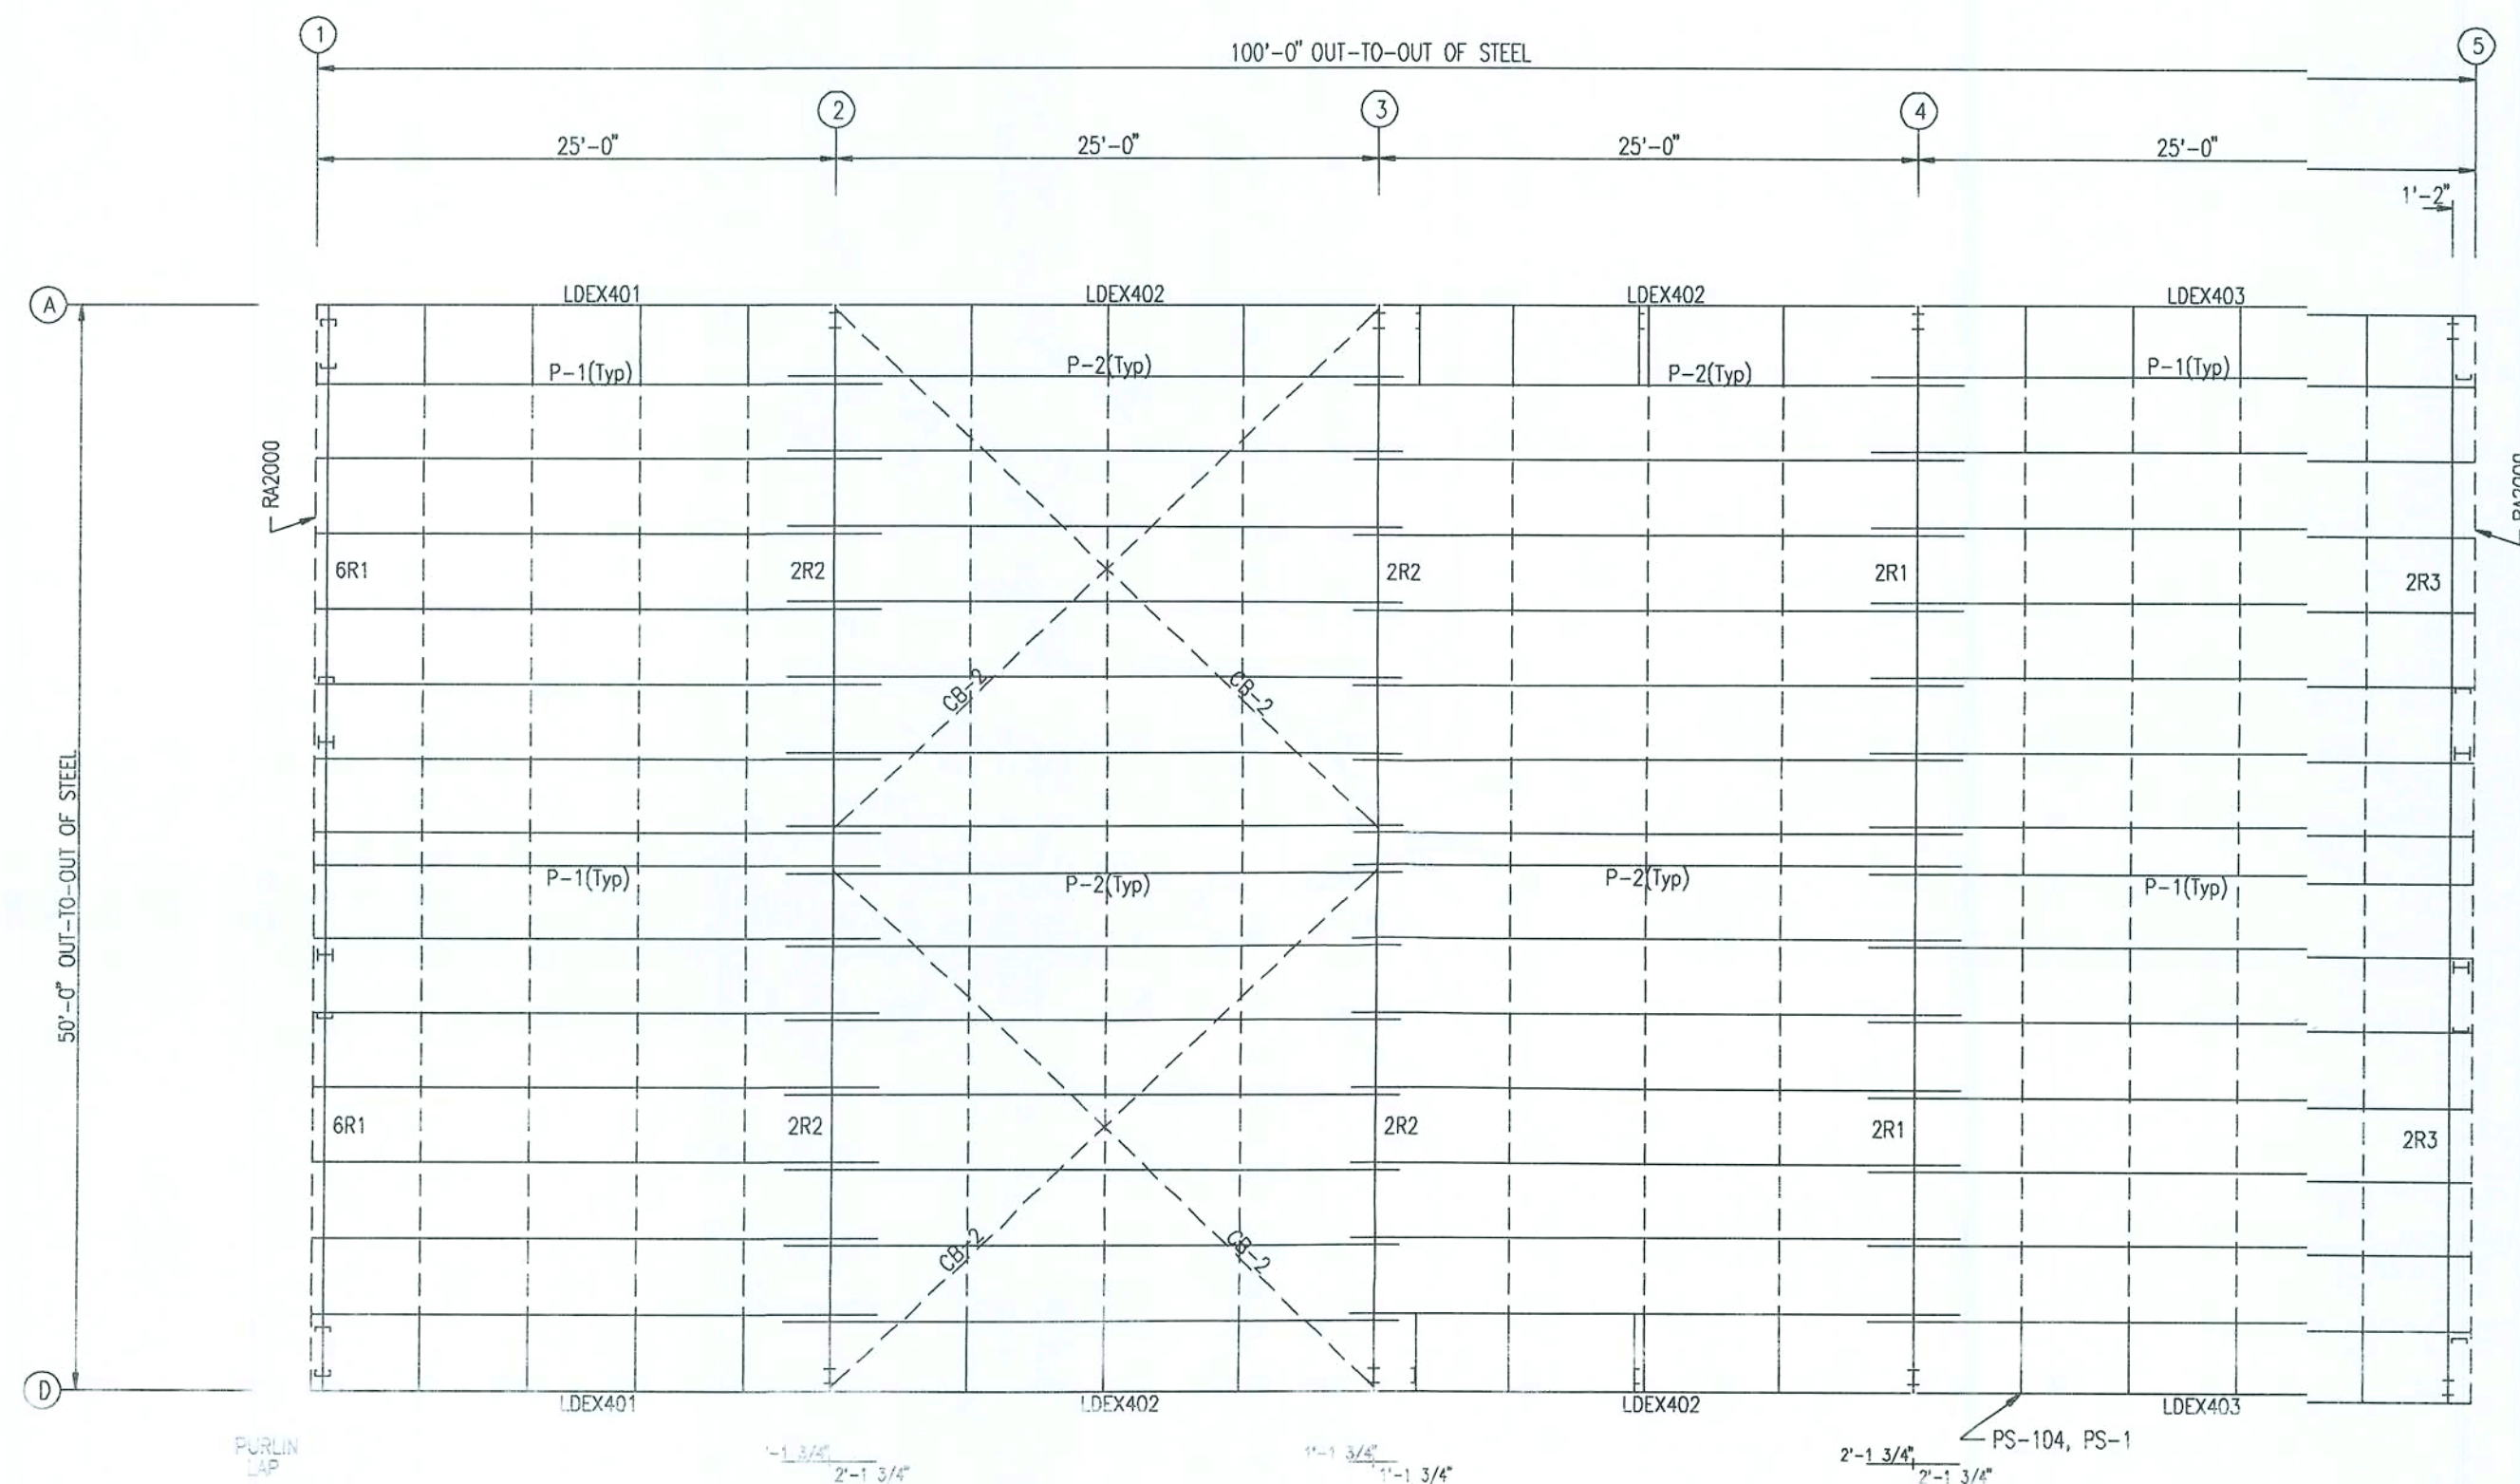 1
100'-0" OUT-TO-OUT OF STEEL
5
2
3
4
25'-0"
25'-0"
25'-0"
25'-0"
1'-2"
A
LDEX401
LDEX402
LDEX402
LDEX403
P-1(Typ)
P-2(Typ)
P-2(Typ)
P-1(Typ)
RA2000
6R1
2R2
2R2
2R1
2R3
CB-2
CB-2
50'-0" OUT-TO-OUT OF STEEL
P-1(Typ)
P-2(Typ)
P-2(Typ)
P-1(Typ)
6R1
2R2
2R2
2R1
2R3
CB-2
CB-2
D
LDEX401
LDEX402
LDEX402
LDEX403
PS-104, PS-1
PURLIN
LAP
'-1 3/4"
2'-1 3/4"
1'-1 3/4"
1'-1 3/4"
2'-1 3/4"
2'-1 3/4"